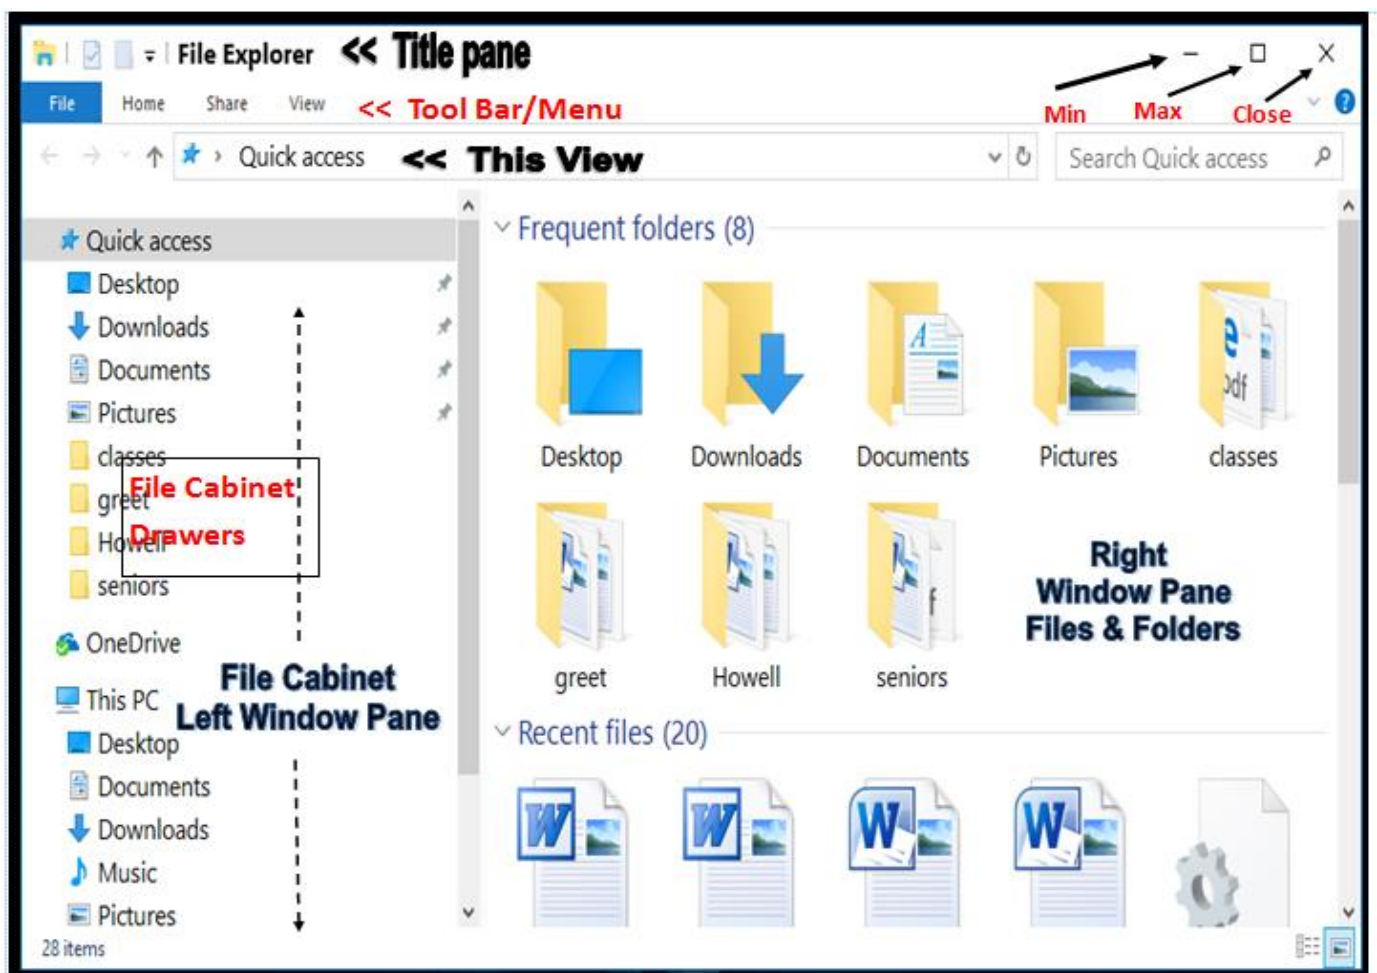 File Explorer << Title pane
File Home Share View << Tool Bar/Menu
Min Max Close
Quick access << This View
Search Quick access
Quick access
Desktop
Downloads
Documents
Pictures
classes
greet
Howell
seniors
File Cabinet
Drawers
OneDrive
This PC
Desktop
Documents
Downloads
Music
Pictures
File Cabinet
Left Window Pane
Frequent folders (8)
Desktop Downloads Documents Pictures classes
greet Howell seniors
Right
Window Pane
Files & Folders
Recent files (20)
28 items